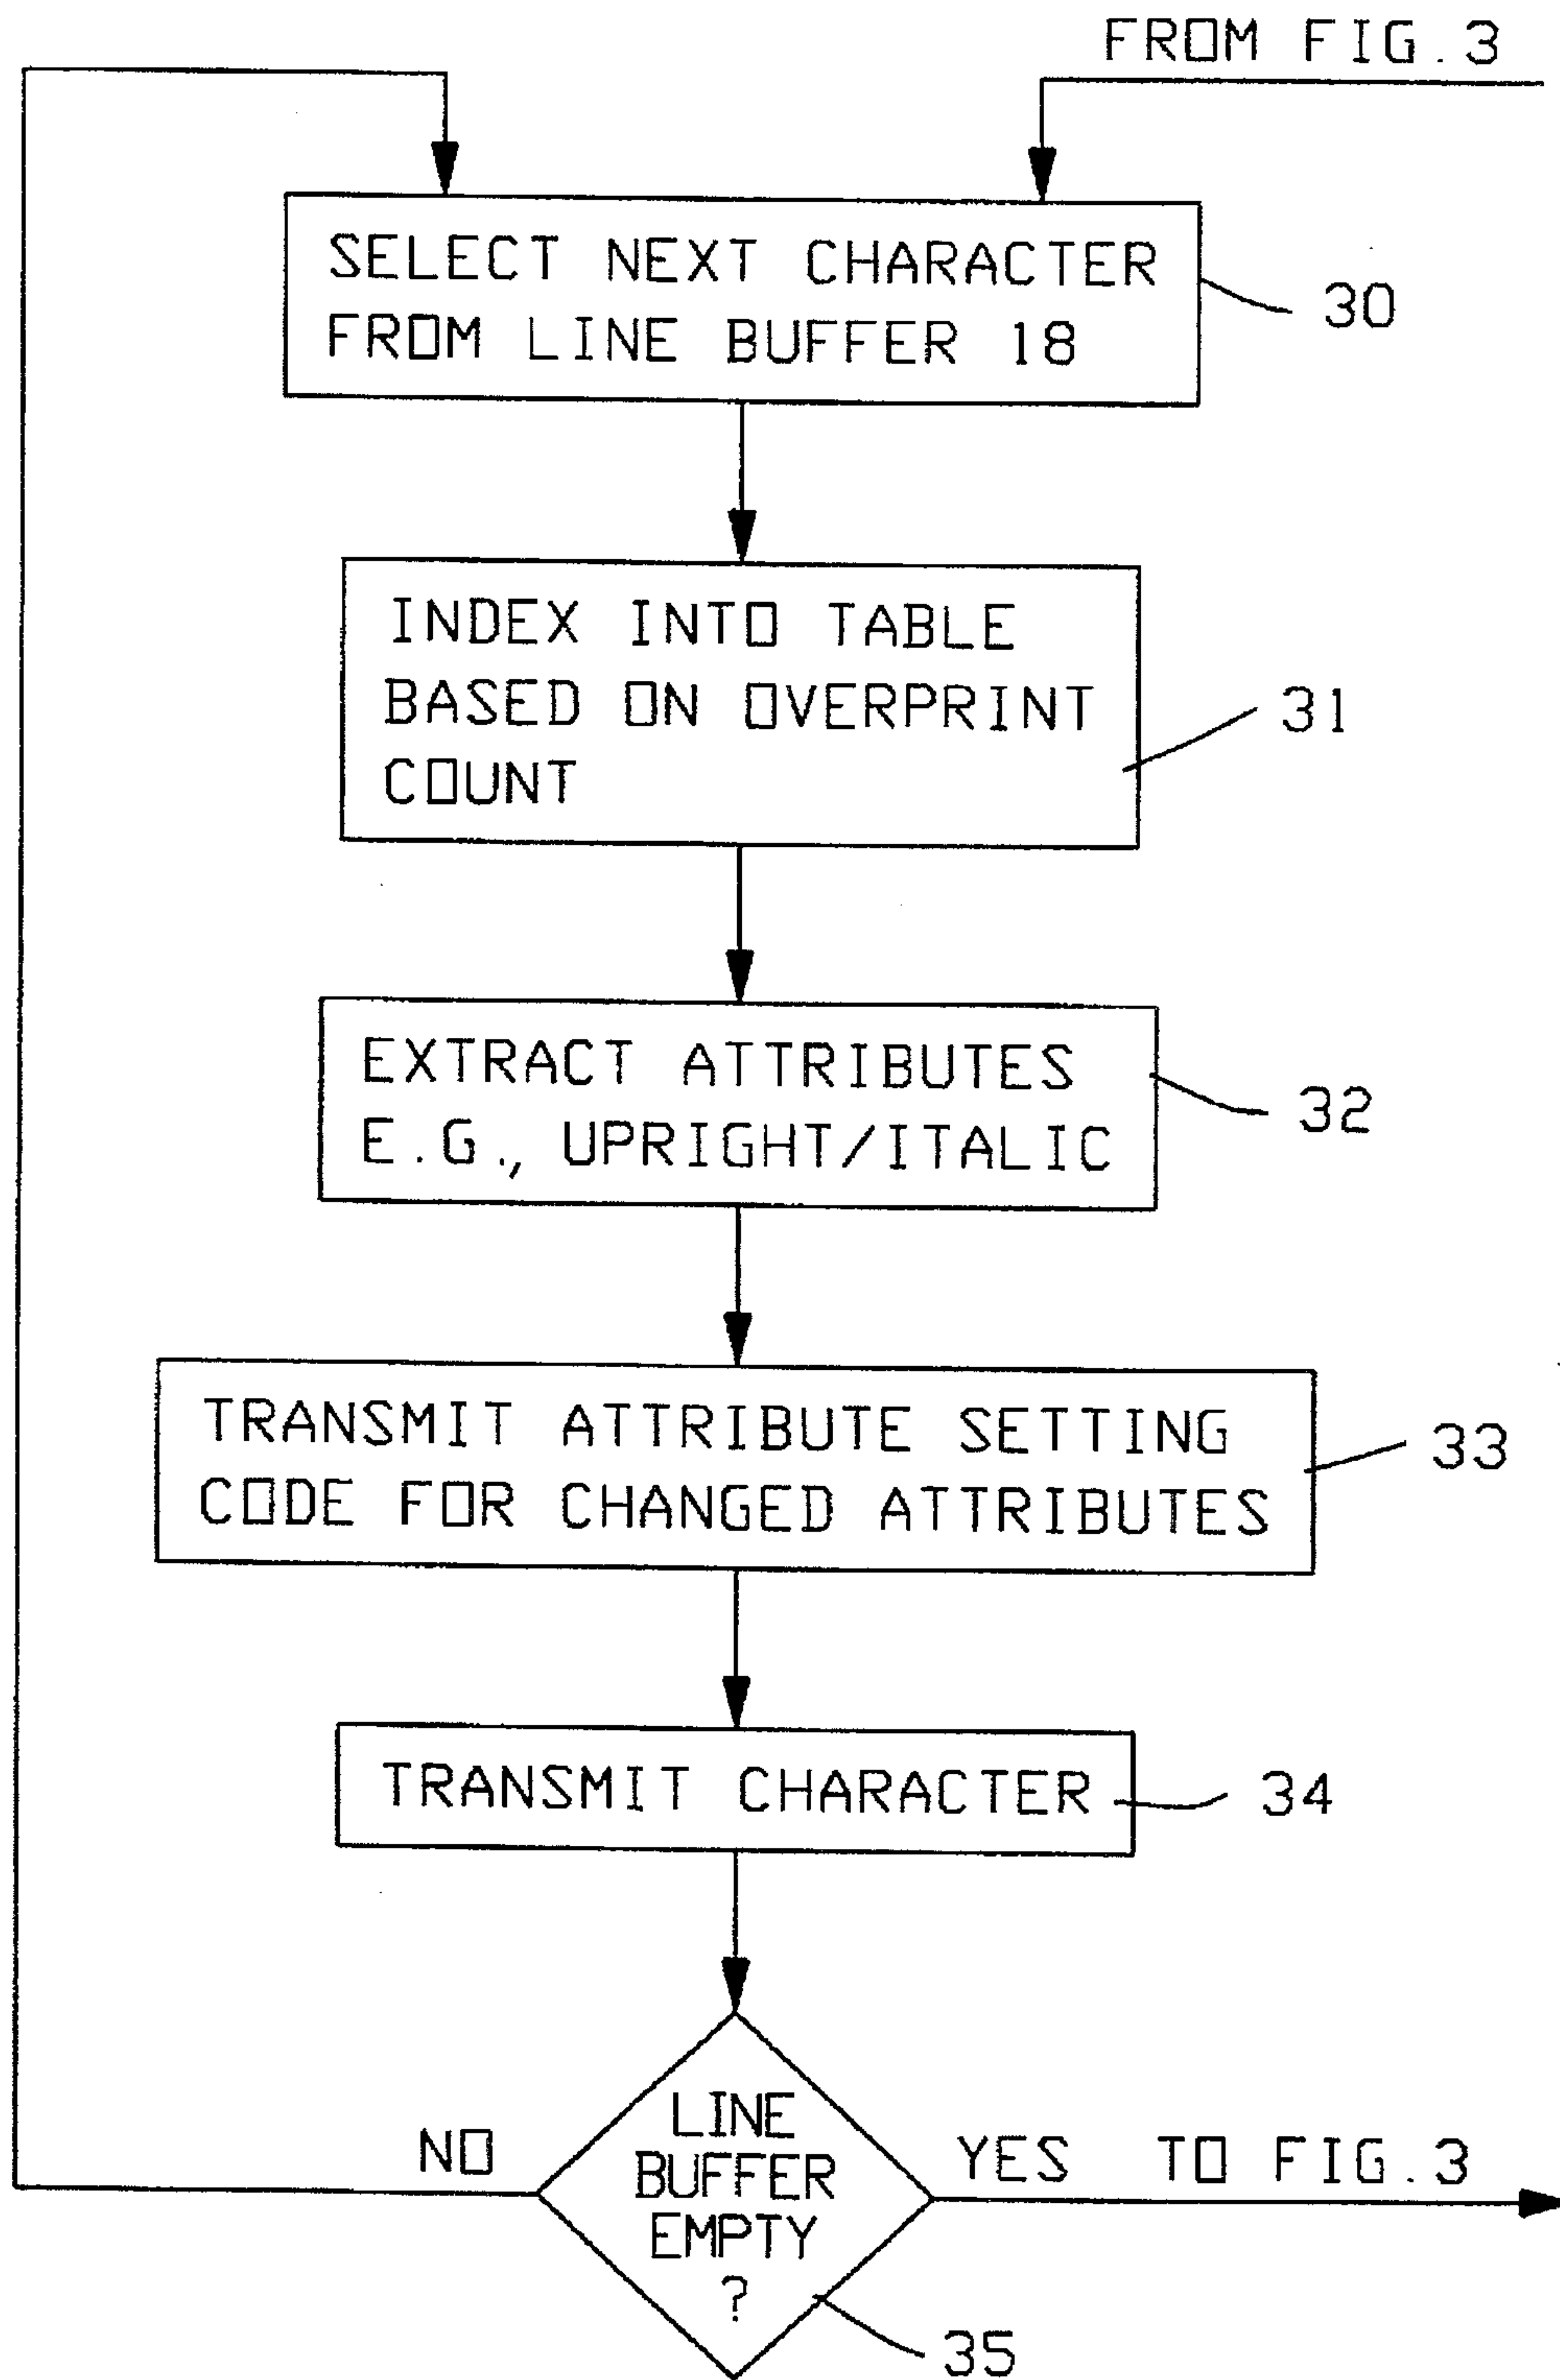 FROM FIG.3
SELECT NEXT CHARACTER
FROM LINE BUFFER 18
30
INDEX INTO TABLE
BASED ON OVERPRINT
COUNT
31
EXTRACT ATTRIBUTES
E.G., UPRIGHT/ITALIC
32
TRANSMIT ATTRIBUTE SETTING
CODE FOR CHANGED ATTRIBUTES
33
TRANSMIT CHARACTER
34
LINE
BUFFER
EMPTY
?
NO
YES TO FIG.3
35